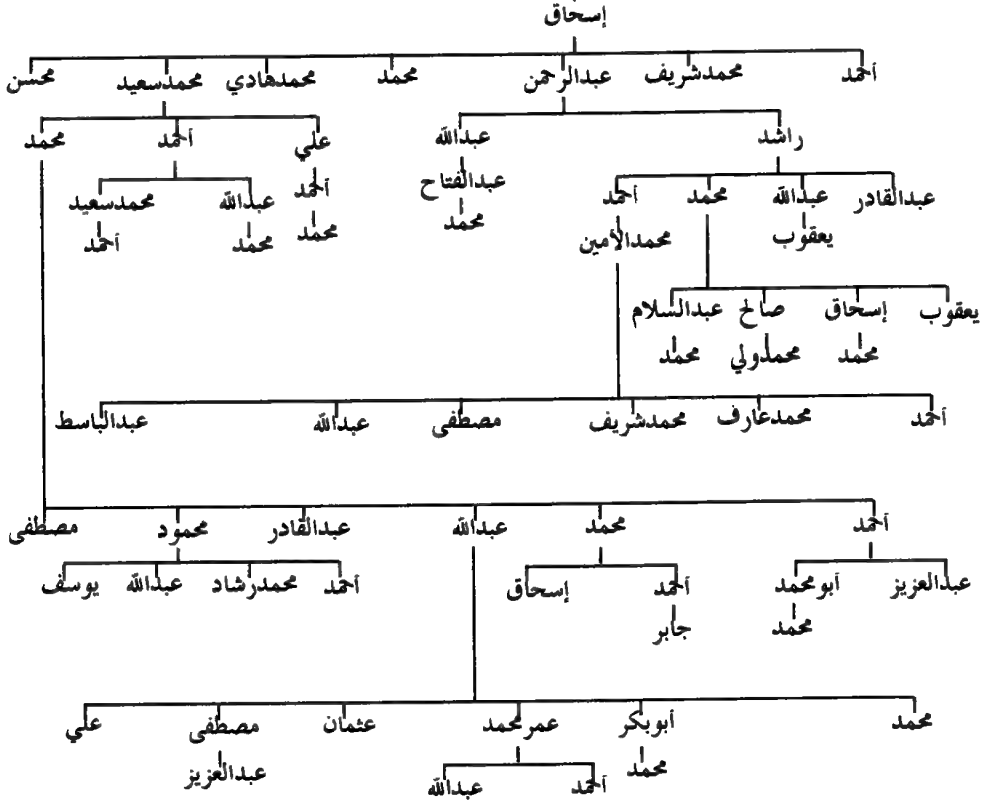 إسحاق
أحمد محمدشريف عبدالرحمن محمد محمدهادي محمدسعيد محسن
راشد عبدالله علي أحمد محمد
عبدالقادر عبدالله محمد أحمد عبدالفتاح أحمد عبدالله محمدسعيد
يعقوب محمدالأمين محمد محمد محمد أحمد
يعقوب إسحاق صالح عبدالسلام
محمد محمدولي محمد
أحمد محمدعارف محمدشريف مصطفى عبدالله عبدالباسط
أحمد محمد عبدالله عبدالقادر محمود مصطفى
عبدالعزيز أبومحمد أحمد إسحاق أحمد محمدرشاد عبدالله يوسف
محمد جابر
محمد أبوبكر عمرمحمد عثمان مصطفى علي
محمد أحمد عبدالله عبدالعزيز